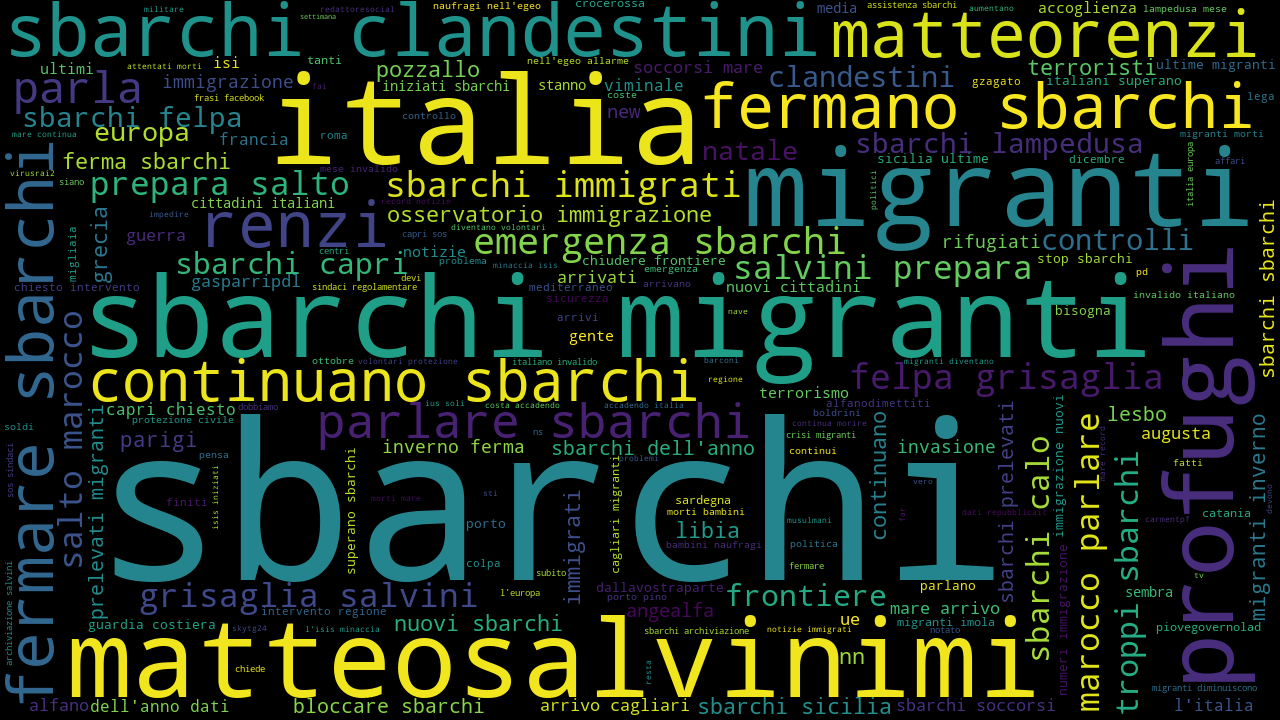 militare
redattoresocial
settimana
naufragi nell'egeo
crocerossa
media
assistenza sbarchi
aumentano
accoglienza
lampedusa mese
sbarchi clandestini
matteorenzi
ultimi
attentati morti
isi
tanti
nell'egeo allarme
soccorsi mare
terroristi
ultime migranti
parla
immigrazione
pozzallo
iniziati sbarchi
stanno
viminale
clandestini
gzagato
italiani superano
frasi facebook
fai
coste
new
lega
italia
fermano sbarchi
sbarchi felpa
controllo
mare continua
europa
francia
roma
natale
sbarchi lampedusa
migranti morti
ferma sbarchi
mese invalido
sicilia ultime
dicembre
affari
virusrai2
siano
prepara salto
sbarchi immigrati
migranti
politici
italia europa
cittadini italiani
record notizie
impedire
renzi
osservatorio immigrazione
diventano volontari
guerra
capri sos
emergenza sbarchi
rifugiati
controlli
grecia
migliaia
centri
notizie
problema
minaccia isis
chiudere frontiere
stop sbarchi
sbarchi capri
emergenza
salvini prepara
pd
chiesto intervento
gasparripdl
devi
sindaci regolamentare
arrivati
mediterraneo
arrivano
nuovi cittadini
sicurezza
invalido italiano
sbarchi migranti
nave
bisogna
arrivi
gente
sbarchi sbarchi
ottobre
volontari protezione
italiano invalido
barconi
migranti diventano
continuano sbarchi
regione
felpa grisaglia
terrorismo
profughi
fermare sbarchi
salto marocco
capri chiesto
dobbiamo
ius soli
costa accadendo
accadendo italia
alfanodimettiti
protezione civile
parlare sbarchi
boldrini
lesbo
soldi
ns
continua morire
augusta
parigi
crisi migranti
inverno ferma
sbarchi dell'anno
continui
invasione
pensa
problemi
fatti
sos sindaci
prelevati migranti
isis iniziati
superano sbarchi
sti
morti mare
cagliari migranti
vero
continuano
finiti
sbarchi
sardegna
morti bambini
far
dati repubblicait
catania
carmentpf
devono
mare record
porto
libia
musulmani
immigrati
bambini naufragi
politica
colpa
fermare
subito
tv
sbarchi prelevati
sbarchi calo
immigrazione nuovi
numeri immigrazione
marocco parlare
troppi sbarchi
migranti inverno
archiviazione salvini
grisaglia salvini
l'europa
dallavostraparte
porto pino
frontiere
parlano
sembra
intervento regione
angealfa
mare arrivo
guardia costiera
skytg24
l'isis minaccia
nuovi sbarchi
sbarchi archiviazione
notizie immigrati
ue
migranti imola
notato
piovegovernolad
matteosalvinimi
chiede
resta
nn
migranti diminuiscono
alfano
dell'anno dati
bloccare sbarchi
arrivo cagliari
sbarchi sicilia
sbarchi soccorsi
l'italia